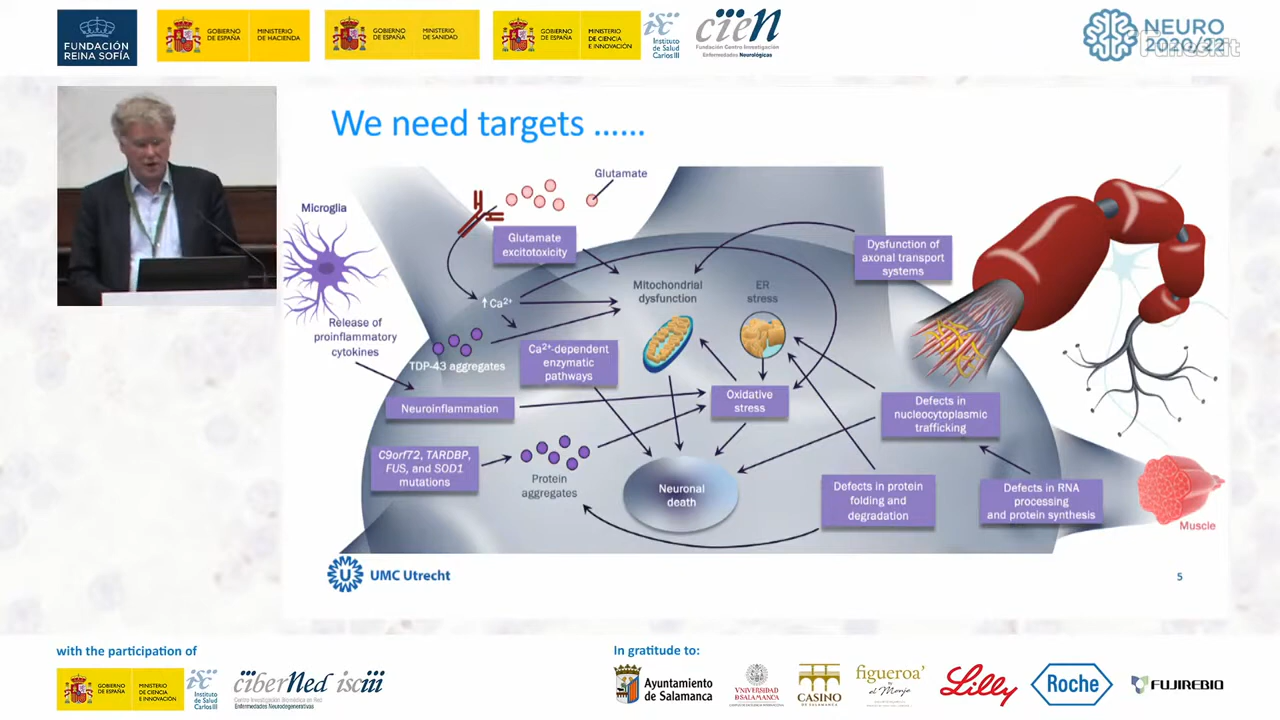 FUNDACIÓN
REINA SOFÍA
GOBIERNO
DE ESPAÑA
MINISTERIO
DE HACIENDA
GOBIERNO
DE ESPAÑA
MINISTERIO
DE SANIDAD
GOBIERNO
DE ESPAÑA
MINISTERIO
DE CIENCIA
E INNOVACIÓN
isc
Instituto
de Salud
Carlos III
cien
Fundación Centro Investigación
Enfermedades Neurológicas
NEURO
2020/22
We need targets ......
Glutamate
Microglia
Glutamate
excitotoxicity
Dysfunction of
axonal transport
systems
Mitochondrial
dysfunction
ER
stress
↑Ca²⁺
Release of
proinflammatory
cytokines
TDP-43 aggregates
Ca²⁺-dependent
enzymatic
pathways
Neuroinflammation
Oxidative
stress
Defects in
nucleocytoplasmic
trafficking
C9orf72, TARDBP,
FUS, and SOD1
mutations
Protein
aggregates
Neuronal
death
Defects in protein
folding and
degradation
Defects in RNA
processing
and protein synthesis
Muscle
UMC Utrecht
5
with the participation of
In gratitude to:
GOBIERNO
DE ESPAÑA
MINISTERIO
DE CIENCIA
E INNOVACIÓN
isc
Instituto
de Salud
Carlos III
ciberNed isciii
Centro Investigación Biomédica en Red
Enfermedades Neurodegenerativas
Ayuntamiento
de Salamanca
UNIVERSIDAD
DE SALAMANCA
CASINO
DE SALAMANCA
figueroa'
by
el Monje
Lilly
Roche
FUJIREBIO